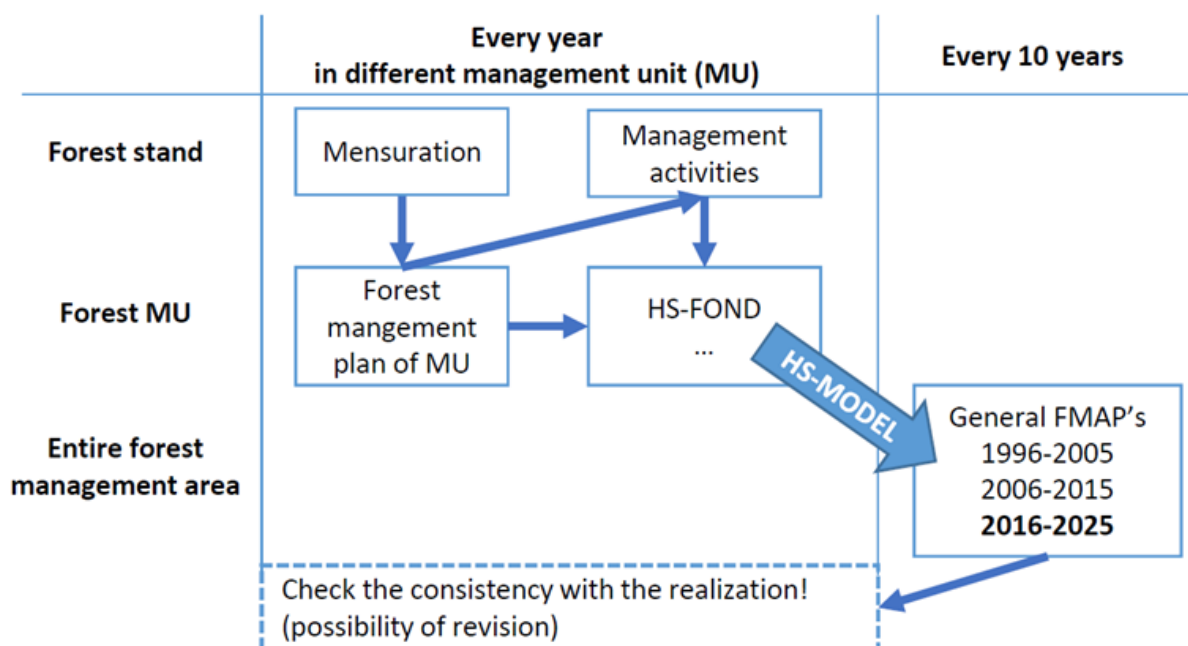 Every year
in different management unit (MU)
Every 10 years
Forest stand
Mensuration
Management
activities
Forest MU
Forest
mangement
plan of MU
HS-FOND
...
HS-MODEL
Entire forest
management area
General FMAP's
1996-2005
2006-2015
2016-2025
Check the consistency with the realization!
(possibility of revision)